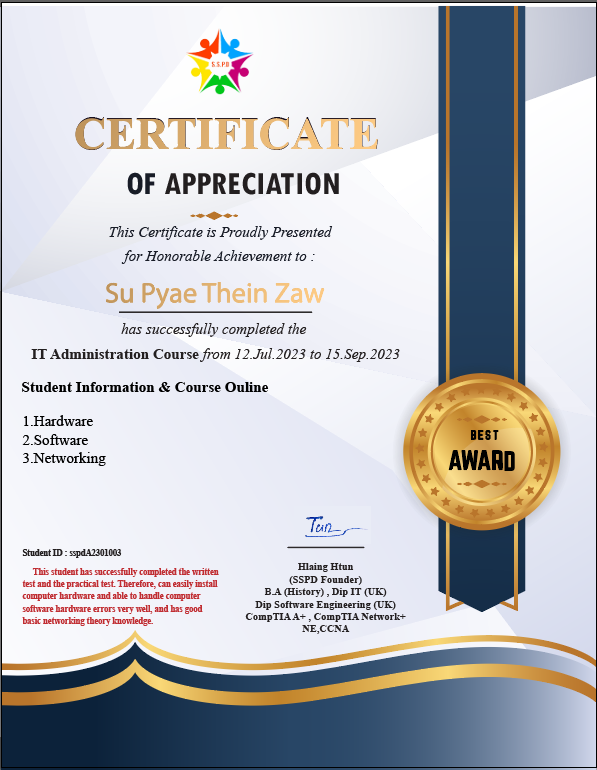 S.S.P.D
CERTIFICATE
OF APPRECIATION
This Certificate is Proudly Presented
for Honorable Achievement to :
Su Pyae Thein Zaw
has successfully completed the
IT Administration Course from 12.Jul.2023 to 15.Sep.2023
Student Information & Course Ouline
1.Hardware
2.Software
3.Networking
BEST
AWARD
Student ID : sspdA2301003
This student has successfully completed the written
test and the practical test. Therefore, can easily install
computer hardware and able to handle computer
software hardware errors very well, and has good
basic networking theory knowledge.
Hlaing Htun
(SSPD Founder)
B.A (History) , Dip IT (UK)
Dip Software Engineering (UK)
CompTIA A+ , CompTIA Network+
NE,CCNA